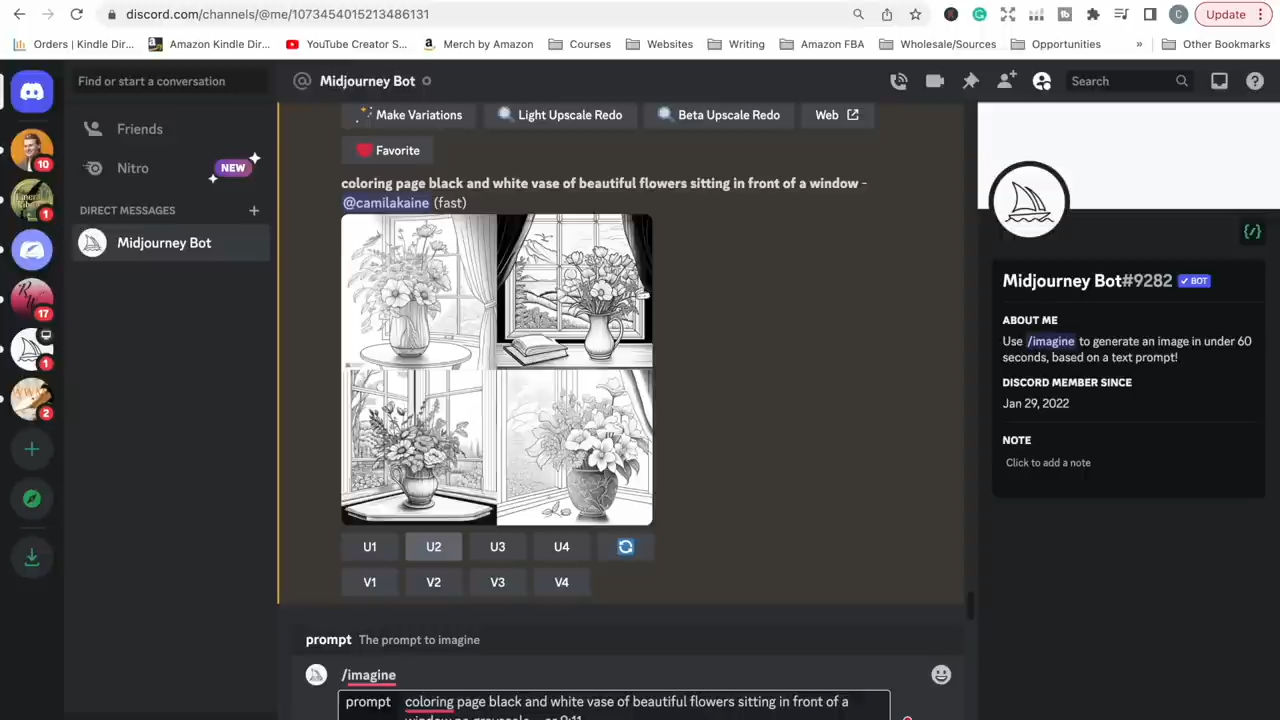 discord.com/channels/@me/1073454015213486131
C
Update
Orders | Kindle Dir...
Amazon Kindle Dir...
YouTube Creator S...
Merch by Amazon
Courses
Websites
Writing
Amazon FBA
Wholesale/Sources
Opportunities
»
Other Bookmarks
Find or start a conversation
Midjourney Bot
Search
Friends
Nitro
NEW
DIRECT MESSAGES
Midjourney Bot
10
1
17
1
2
Make Variations
Light Upscale Redo
Beta Upscale Redo
Web
Favorite
coloring page black and white vase of beautiful flowers sitting in front of a window -
@camilakaine (fast)
U1
U2
U3
U4
V1
V2
V3
V4
prompt The prompt to imagine
/imagine
prompt coloring page black and white vase of beautiful flowers sitting in front of a
window no grayscale --ar 9:11
Midjourney Bot#9282
BOT
ABOUT ME
Use /imagine to generate an image in under 60
seconds, based on a text prompt!
DISCORD MEMBER SINCE
Jan 29, 2022
NOTE
Click to add a note